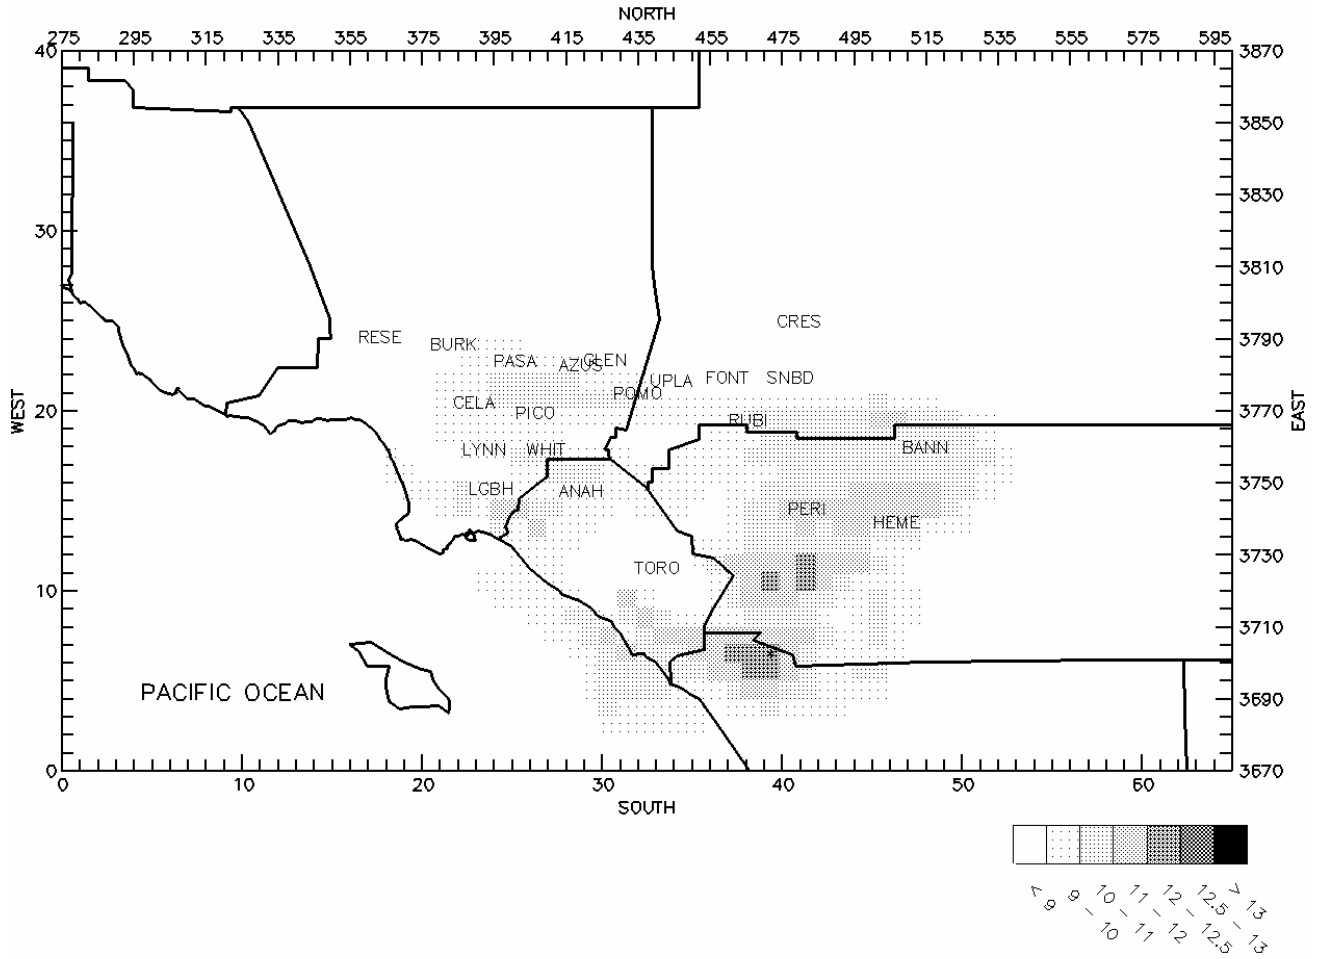 NORTH
275 295 315 335 355 375 395 415 435 455 475 495 515 535 555 575 595
40 3870
3850
3830
30 3810
CRES
RESE 3790
BURK
PASA AZUS GLEN
UPLA FONT SNBD
POMO
CELA
WEST 20 PICO RUBI 3770 EAST
LYNN WHIT BANN
LGBH ANAH 3750
PERI
HEME
3730
TORO
10
3710
PACIFIC OCEAN 3690
0 3670
0 10 20 30 40 50 60
SOUTH
< 9
9 - 10
10 - 11
11 - 12
12 - 12.5
12.5 - 13
> 13